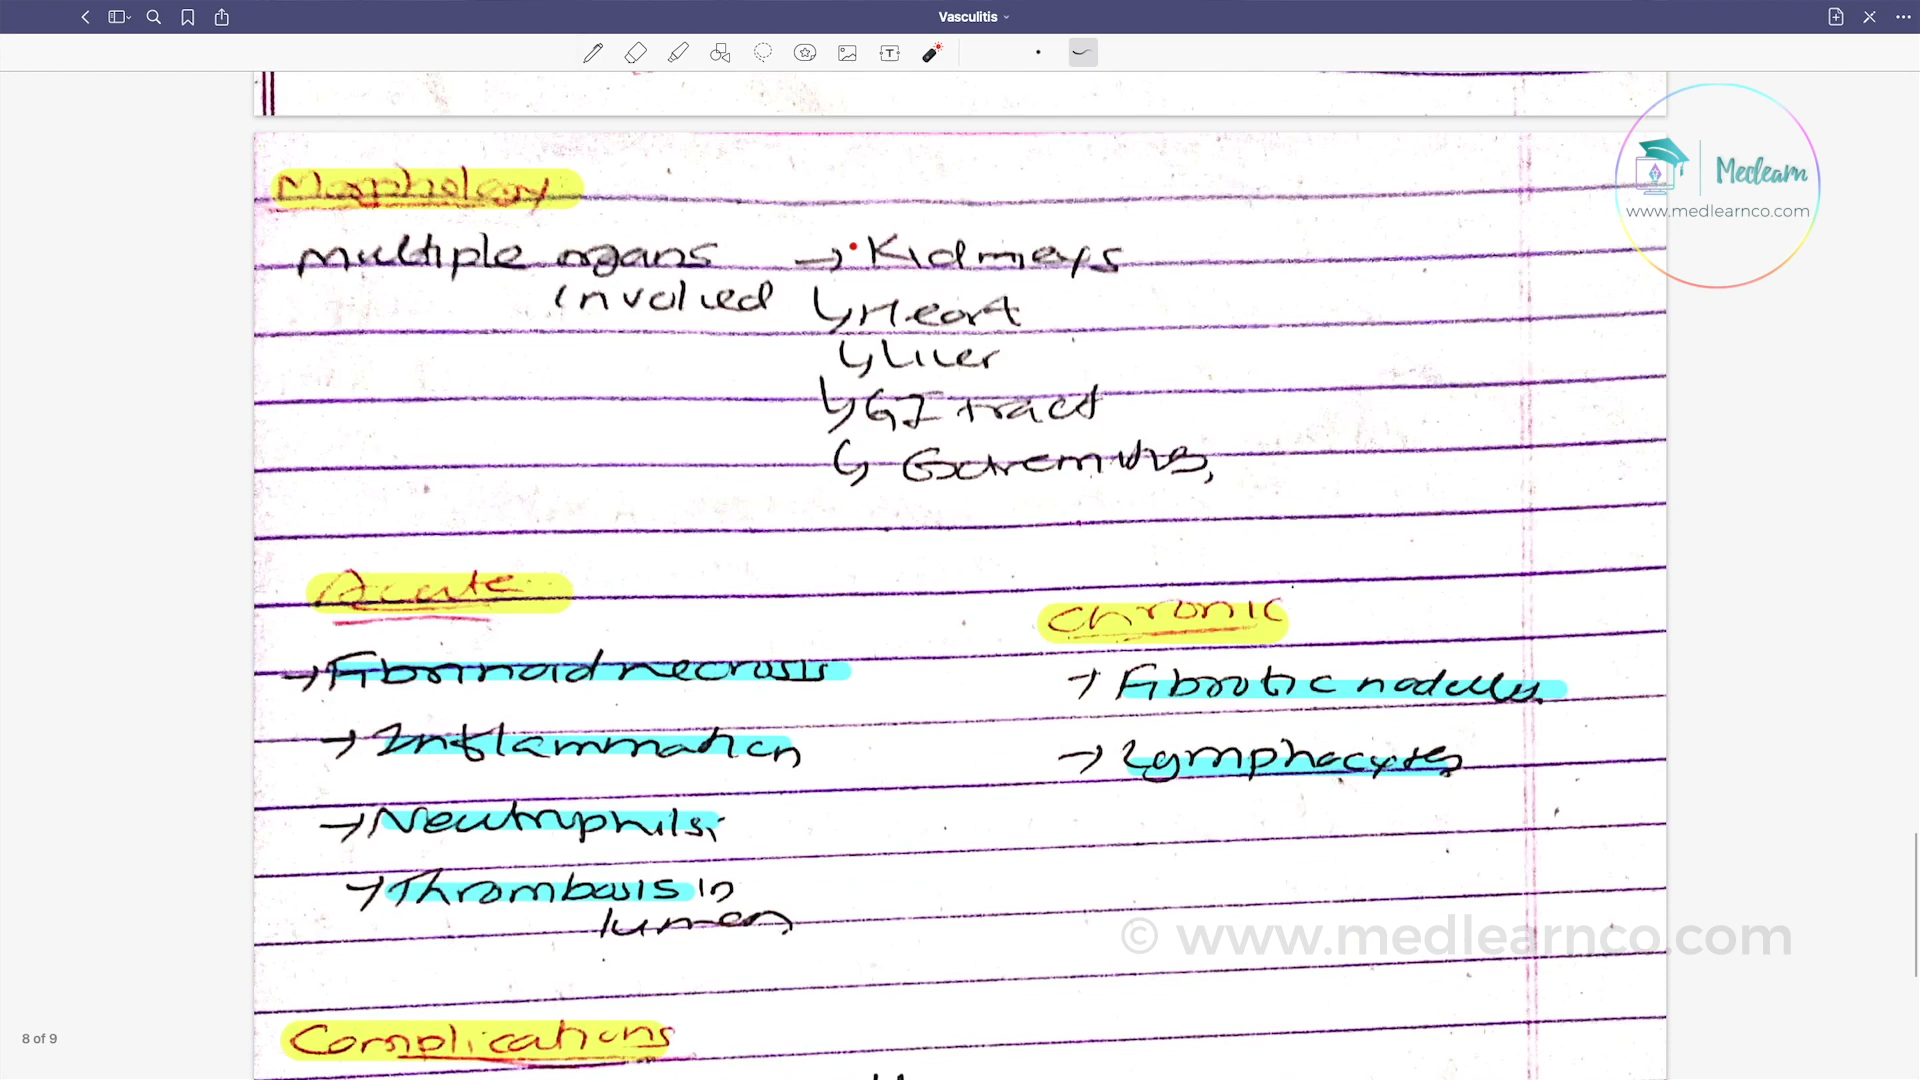 Vasculitis
Medlearn
www.medlearnco.com
Morphology
Multiple organs → Kidneys
involved ↳ Heart
↳ Liver
↳ GI tract
↳ Extremities,
Acute
Chronic
→ Fibrinoid necrosis
→ Fibrotic nodules,
→ Inflammation
→ Lymphocytes,
→ Neutrophils,
→ Thrombosis in
lumen,
© www.medlearnco.com
Complications
8 of 9